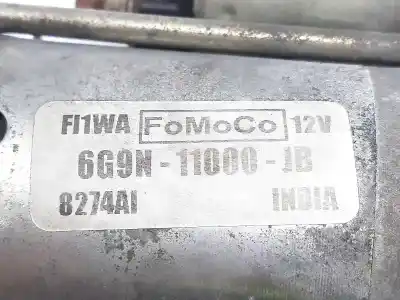 FI1WA FoMoCo 12V
6G9N-11000-JB
8274AI INDIA